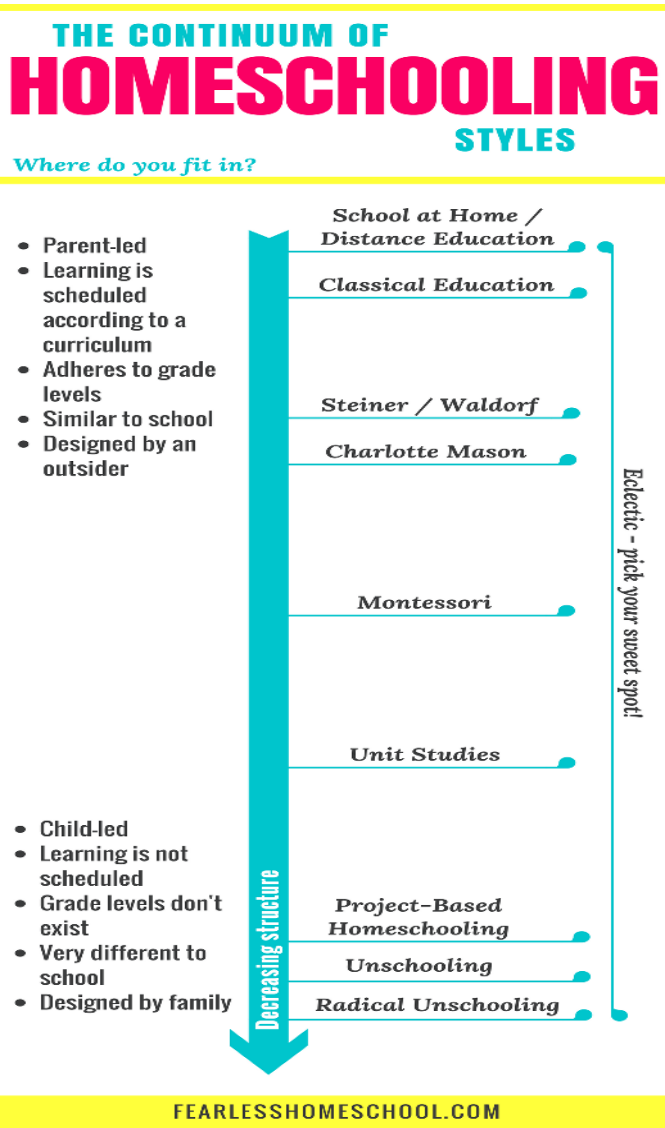 THE CONTINUUM OF
HOMESCHOOLING
STYLES
Where do you fit in?
• Parent-led
• Learning is
scheduled
according to a
curriculum
• Adheres to grade
levels
• Similar to school
• Designed by an
outsider
School at Home /
Distance Education
Classical Education
Steiner / Waldorf
Charlotte Mason
Montessori
Unit Studies
Project-Based
Homeschooling
Unschooling
Radical Unschooling
Eclectic - pick your sweet spot!
• Child-led
• Learning is not
scheduled
• Grade levels don't
exist
• Very different to
school
• Designed by family
Decreasing structure
FEARLESSHOMESCHOOL.COM